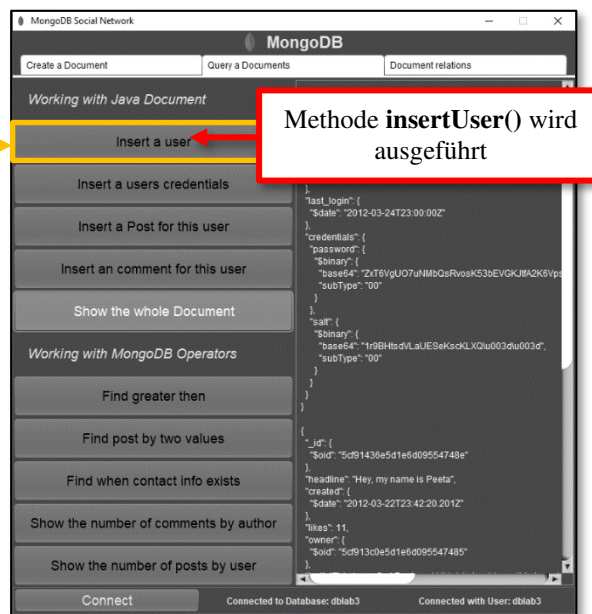 MongoDB Social Network
MongoDB
Create a Document
Query a Documents
Document relations
Working with Java Document
Methode insertUser() wird
ausgeführt
Insert a user
Insert a users credentials
Insert a Post for this user
Insert an comment for this user
Show the whole Document
Working with MongoDB Operators
Find greater then
Find post by two values
Find when contact info exists
Show the number of comments by author
Show the number of posts by user
},
"last_login": {
"$date": "2012-03-24T23:00:00Z"
},
"credentials": {
"password": {
"$binary": {
"base64": "ZxT6VgUO7uNMbQsRvosK53bEVGKJtfA2K6Vps
"subType": "00"
}
},
"salt": {
"$binary": {
"base64": "1r9BHtsdVLaUESeKscKLXQ\u003d\u003d",
"subType": "00"
}
}
}
}
{
"_id": {
"$oid": "5cf91436e5d1e6d09554748e"
},
"headline": "Hey, my name is Peeta",
"created": {
"$date": "2012-03-22T23:42:20.201Z"
},
"likes": 11,
"owner": {
"$oid": "5cf913c0e5d1e6d095547485"
},
Connect
Connected to Database: dblab3
Connected with User: dblab3